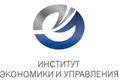 ИНСТИТУТ
ЭКОНОМИКИ И УПРАВЛЕНИЯ